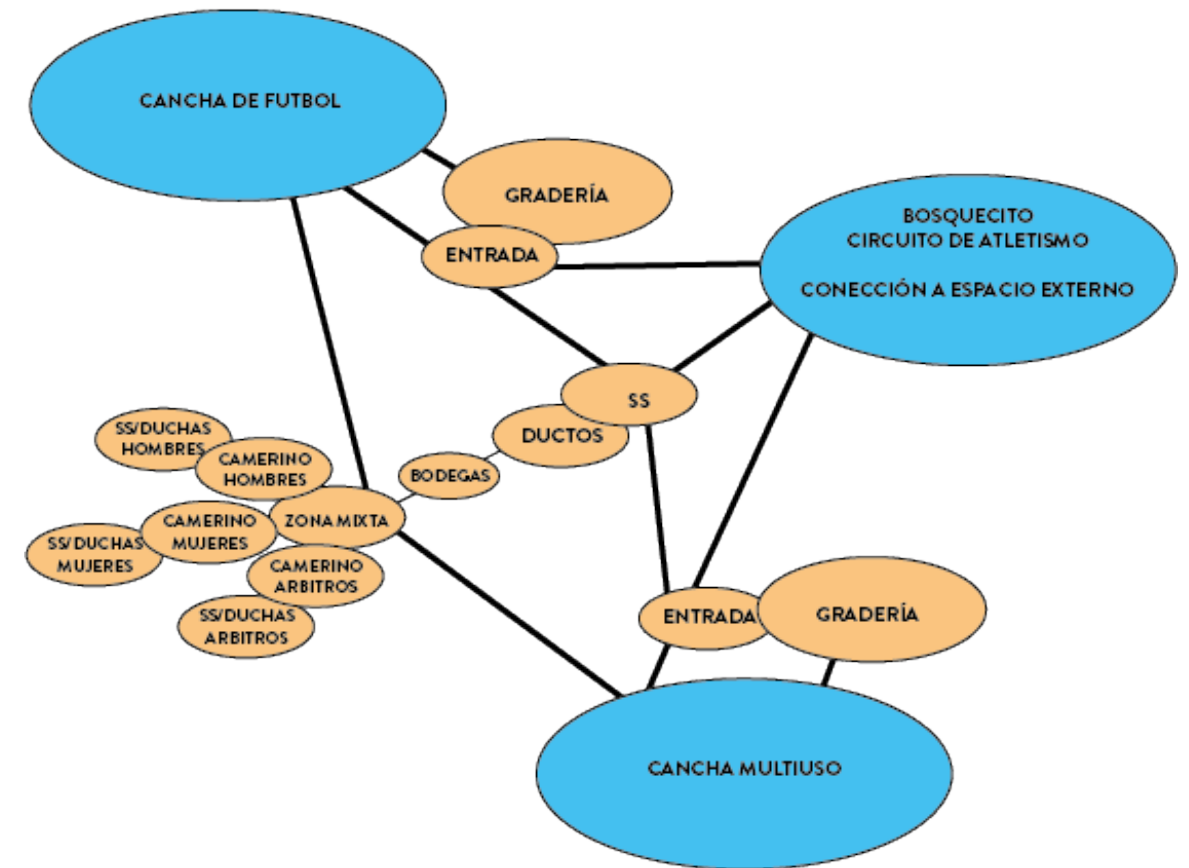 CANCHA DE FUTBOL
GRADERÍA
ENTRADA
BOSQUECITO
CIRCUITO DE ATLETISMO
CONECCIÓN A ESPACIO EXTERNO
SS
DUCTOS
BODEGAS
SS/DUCHAS
HOMBRES
CAMERINO
HOMBRES
ZONA MIXTA
CAMERINO
MUJERES
SS/DUCHAS
MUJERES
CAMERINO
ARBITROS
SS/DUCHAS
ARBITROS
ENTRADA
GRADERÍA
CANCHA MULTIUSO